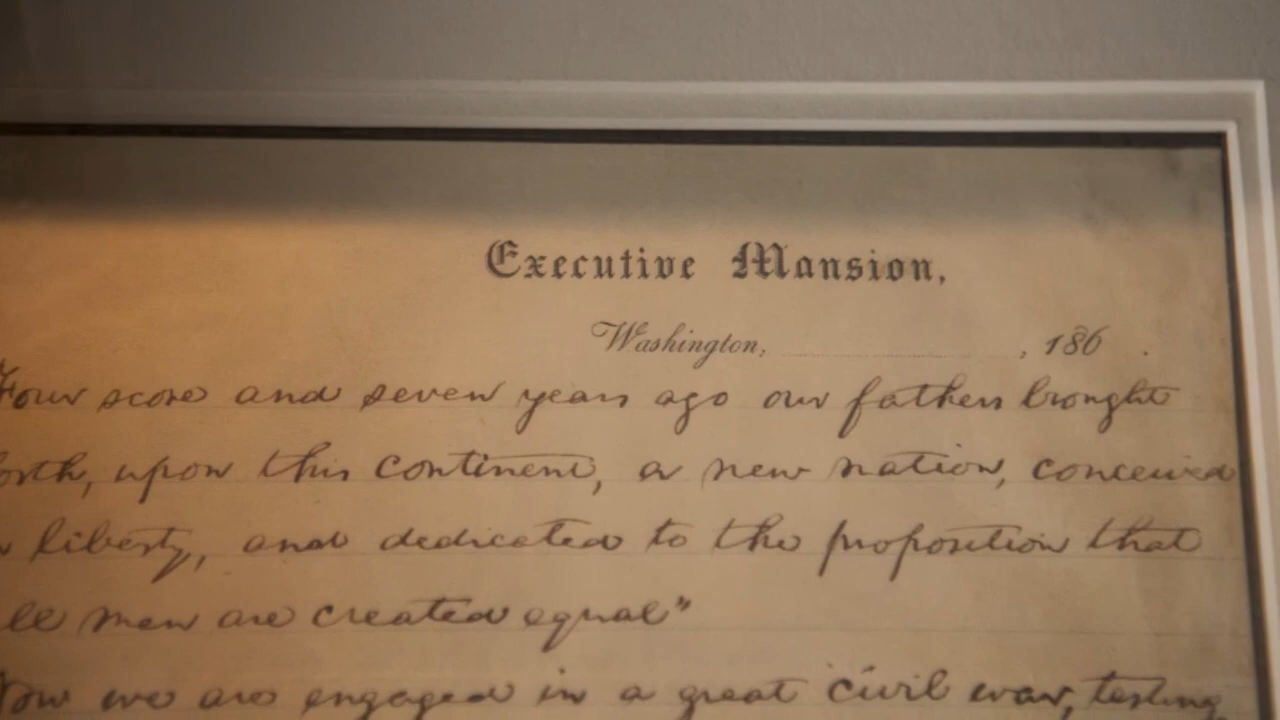 Executive Mansion,
Washington, , 186 .
Four score and seven years ago our fathers brought
orth, upon this continent, a new nation, conceived
liberty, and dedicated to the proposition that
ll men are created equal"
Now we are engaged in a great civil war, testing